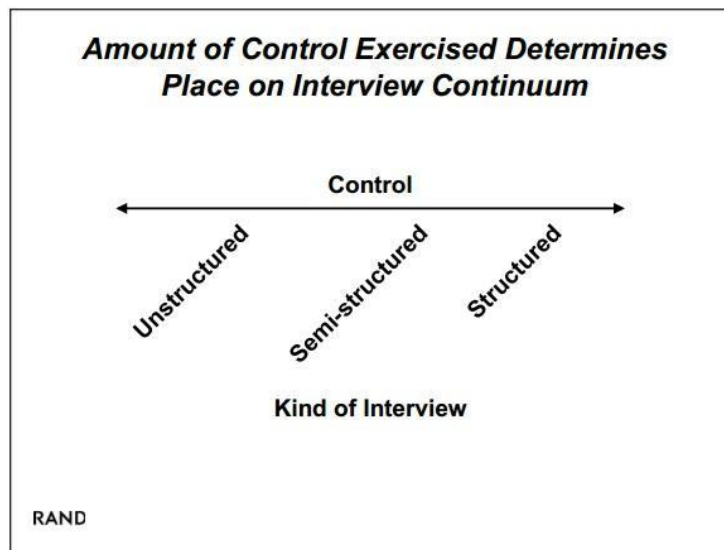 Amount of Control Exercised Determines
Place on Interview Continuum
Control
Unstructured
Semi-structured
Structured
Kind of Interview
RAND